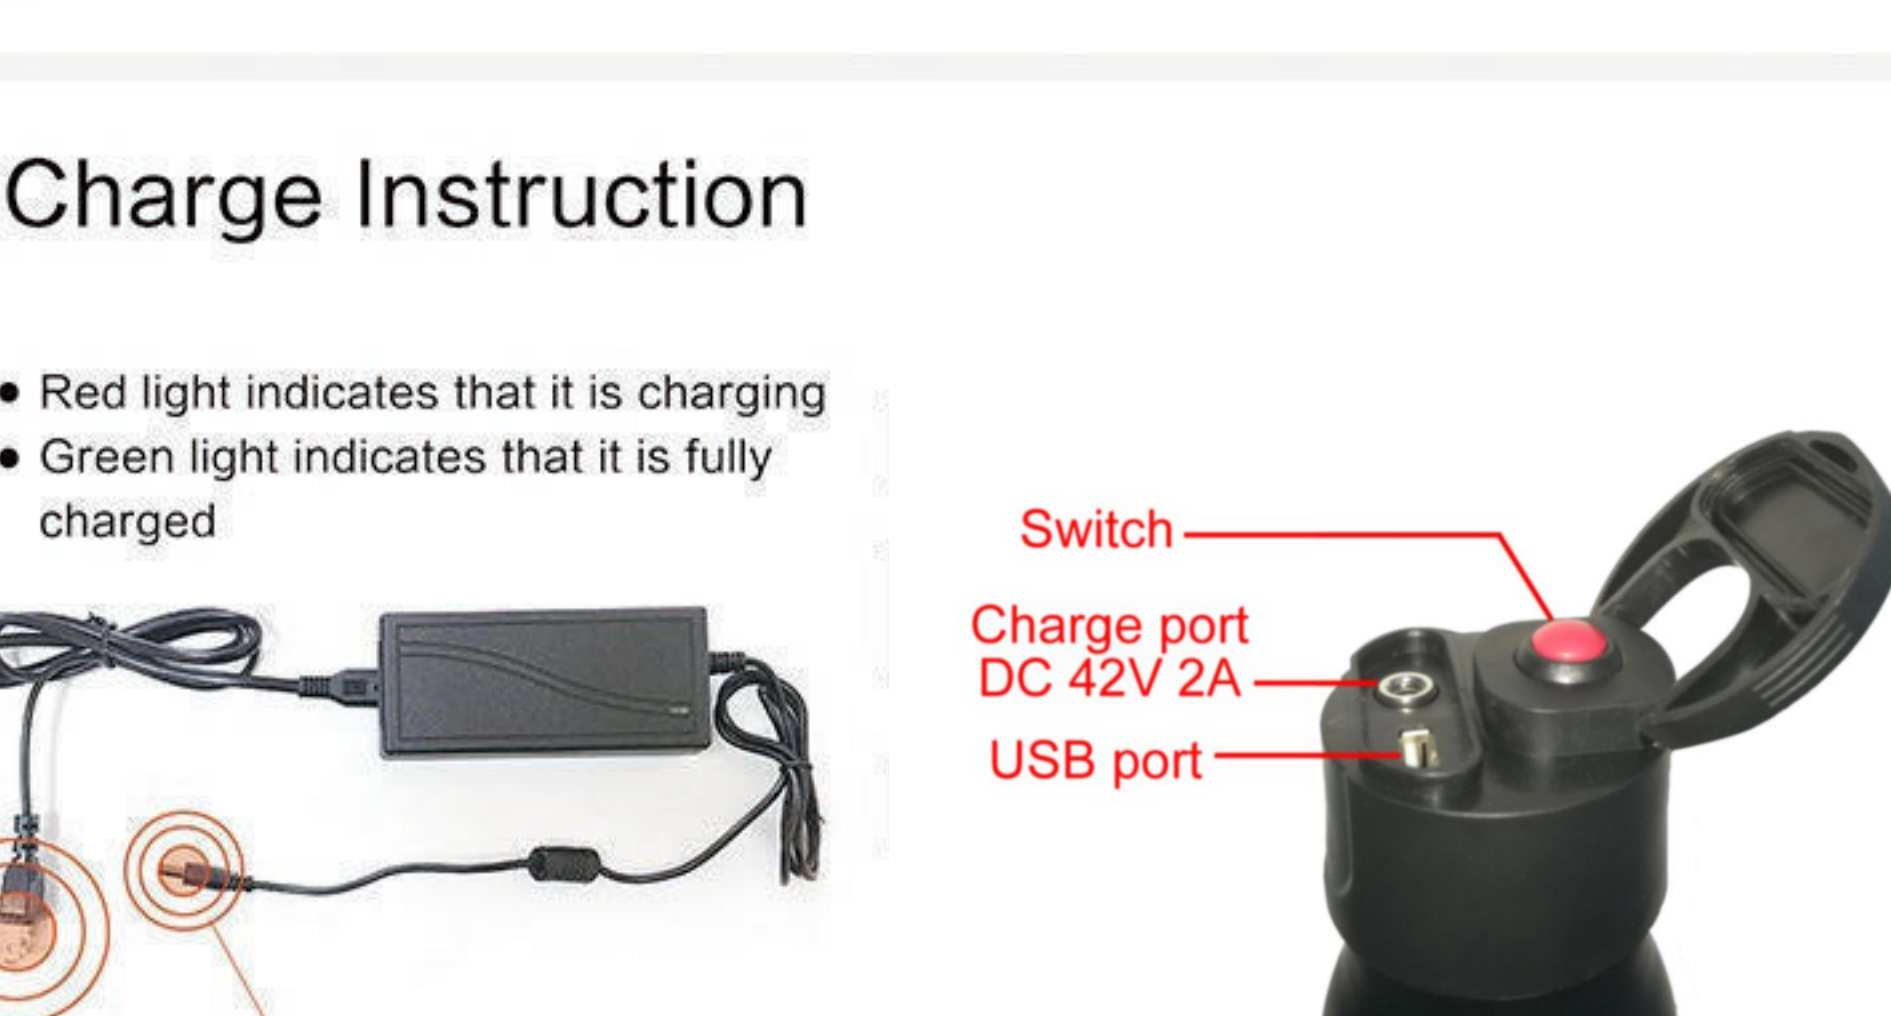 Charge Instruction
Red light indicates that it is charging
Green light indicates that it is fully
charged
Switch
Charge port
DC 42V 2A
USB port